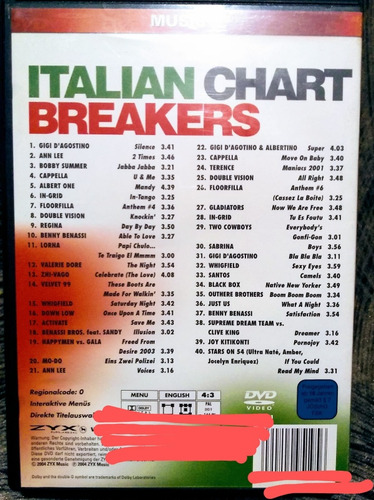 MUSI
ITALIAN CHART
BREAKERS
1. GIGI D'AGOSTINO Silence 3.41
2. ANN LEE 2 Times 3.46
3. BOBBY SUMMER Jabba Jabba 3.21
4. CAPPELLA U & Me 3.35
5. ALBERT ONE Mandy 4.39
6. IN-GRID In-Tango 3.25
7. FLOORFILLA Anthem #4 3.36
8. DOUBLE VISION Knockin' 3.27
9. REGINA Day By Day 3.50
10. BENNY BENASSI Able To Love 3.27
11. LORNA Papi Chulo...
Te Traigo El Mmmm 3.00
12. VALERIE DORE The Night 3.54
13. ZHI-VAGO Celebrate (The Love) 4.08
14. VELVET 99 These Boots Are
Made For Walkin' 3.35
15. WHIGFIELD Saturday Night 3.42
16. DOWN LOW Once Upon A Time 3.41
17. ACTIVATE Save Me 3.43
18. BENASSI BROS. feat. SANDY Illusion 3.02
19. HAPPYMEN vs. GALA Freed From
Desire 2003 3.39
20. MO-DO Eins Zwei Polizei 3.19
21. ANN LEE Voices 3.16
22. GIGI D'AGOTINO & ALBERTINO Super 4.03
23. CAPPELLA Move On Baby 3.40
24. TERENCE Maniacs 2001 3.37
25. DOUBLE VISION All Right 3.48
26. FLOORFILLA Anthem #6
(Cassez La Boite) 3.25
27. GLADIATORS Now We Are Free 3.48
28. IN-GRID Tu Es Foutu 3.41
29. TWO COWBOYS Everybody's
Gonfi-Gon 3.01
30. SABRINA Boys 3.56
31. GIGI D'AGOSTINO Bla Bla Bla 3.11
32. WHIGFIELD Saxy Eyes 3.59
33. SANTOS Camels 3.40
34. BLACK BOX Native New Yorker 3.49
35. OUTHERE BROTHERS Boom Boom Boom 3.34
36. JUST US What A Night 3.36
37. BENNY BENASSI Satisfaction 3.54
38. SUPREME DREAM TEAM vs.
CLIVE KING Dreamer 3.16
39. JOY KITIKONTI Pornojoy 3.42
40. STARS ON 54 (Ultra Naté, Amber,
Jocelyn Enriquez) If You Could
Read My Mind 3.31
Regionalcode: 0
Interaktive Menüs
Direkte Titelauswa
MENU
ENGLISH
4:3
DOLBY
PAL
DVD
VIDEO
ZYX
Warnung. Der Copyright-Inhaber h
© 2004 ZYX Music
℗ 2004 ZYX Music
Dolby and the double D symbol are trademarks of Dolby Laboratories.